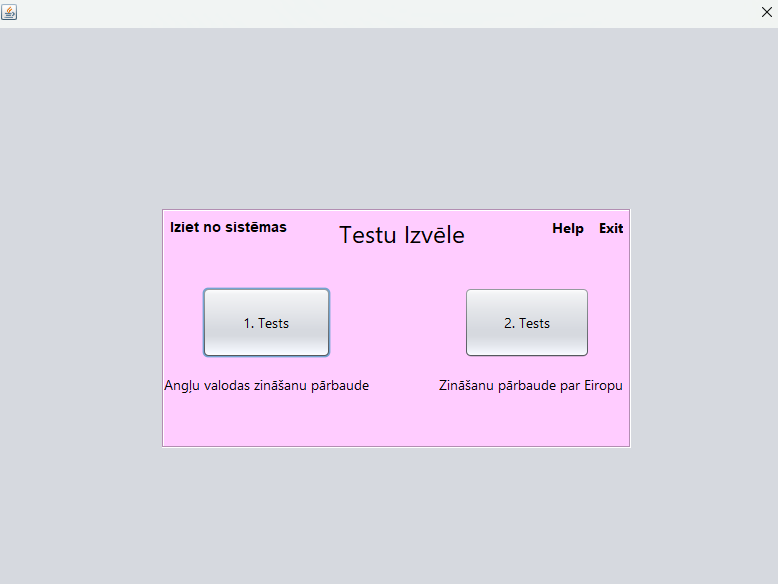 Iziet no sistēmas
Testu Izvēle
Help
Exit
1. Tests
2. Tests
Angļu valodas zināšanu pārbaude
Zināšanu pārbaude par Eiropu